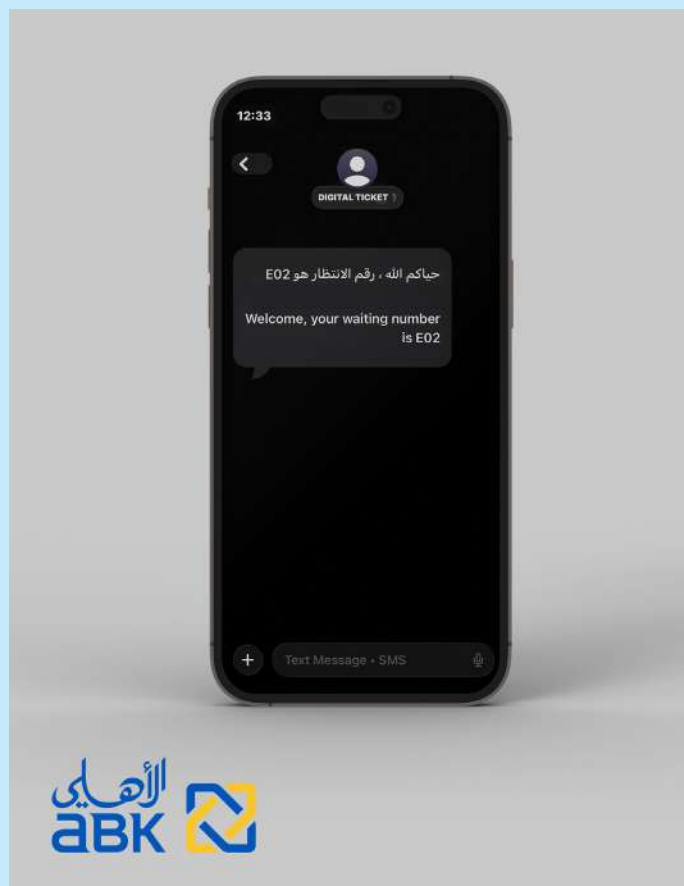 12:33
DIGITAL TICKET
حياكم الله ، رقم الانتظار هو E02
Welcome, your waiting number
is E02
Text Message • SMS
الأهلي
abk